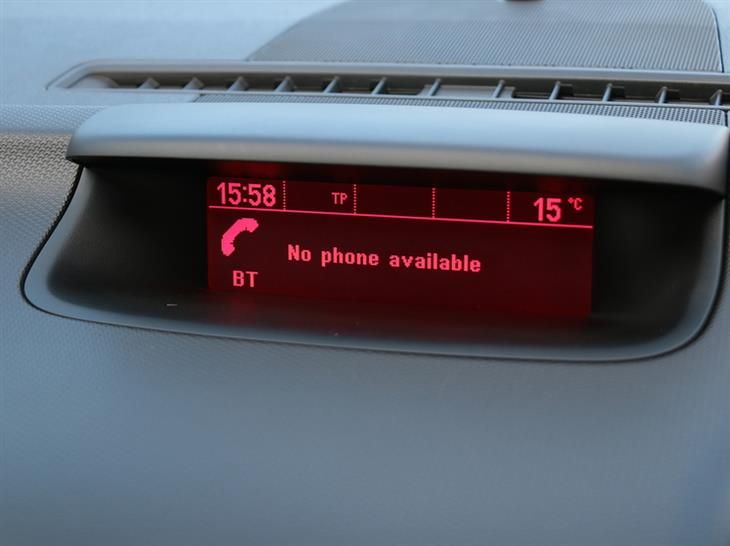 15:58 TP 15 °C
No phone available
BT